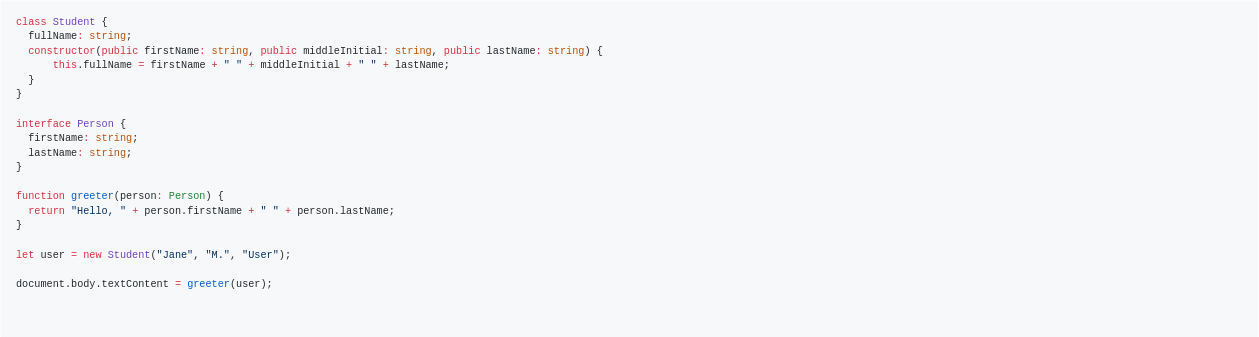 class Student {
  fullName: string;
  constructor(public firstName: string, public middleInitial: string, public lastName: string) {
      this.fullName = firstName + " " + middleInitial + " " + lastName;
  }
}

interface Person {
  firstName: string;
  lastName: string;
}

function greeter(person: Person) {
  return "Hello, " + person.firstName + " " + person.lastName;
}

let user = new Student("Jane", "M.", "User");

document.body.textContent = greeter(user);